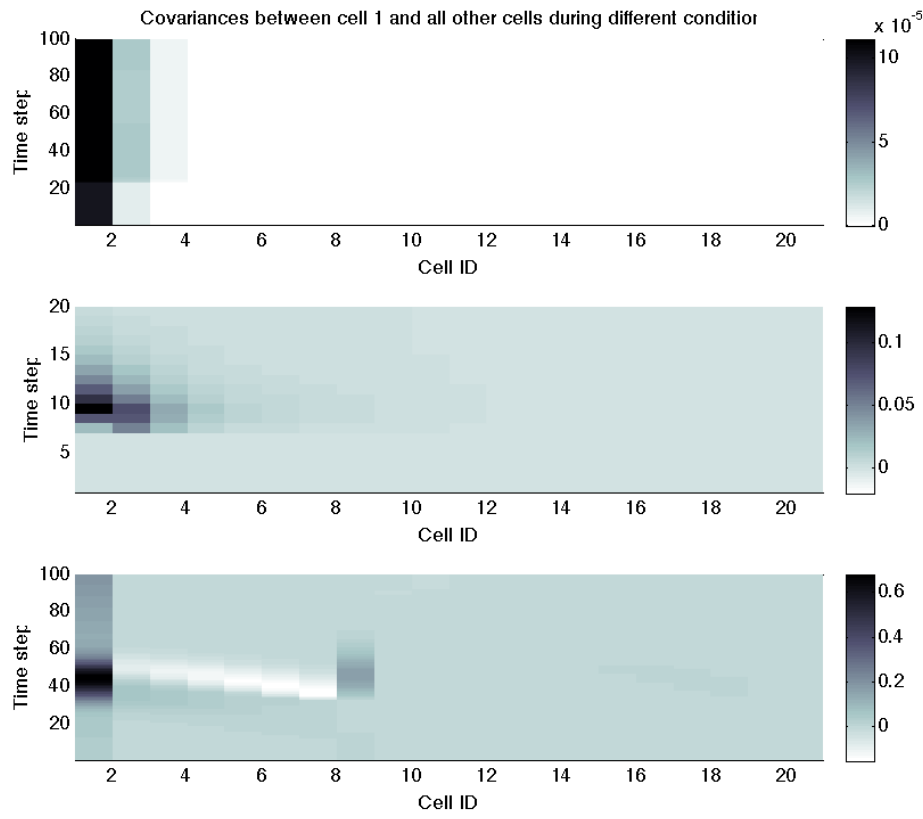 Covariances between cell 1 and all other cells during different condition
x 10-5
100
80
60
40
20
Time step
2 4 6 8 10 12 14 16 18 20
Cell ID
10
5
0
20
15
10
5
Time step
2 4 6 8 10 12 14 16 18 20
Cell ID
0.1
0.05
0
100
80
60
40
20
Time step
2 4 6 8 10 12 14 16 18 20
Cell ID
0.6
0.4
0.2
0